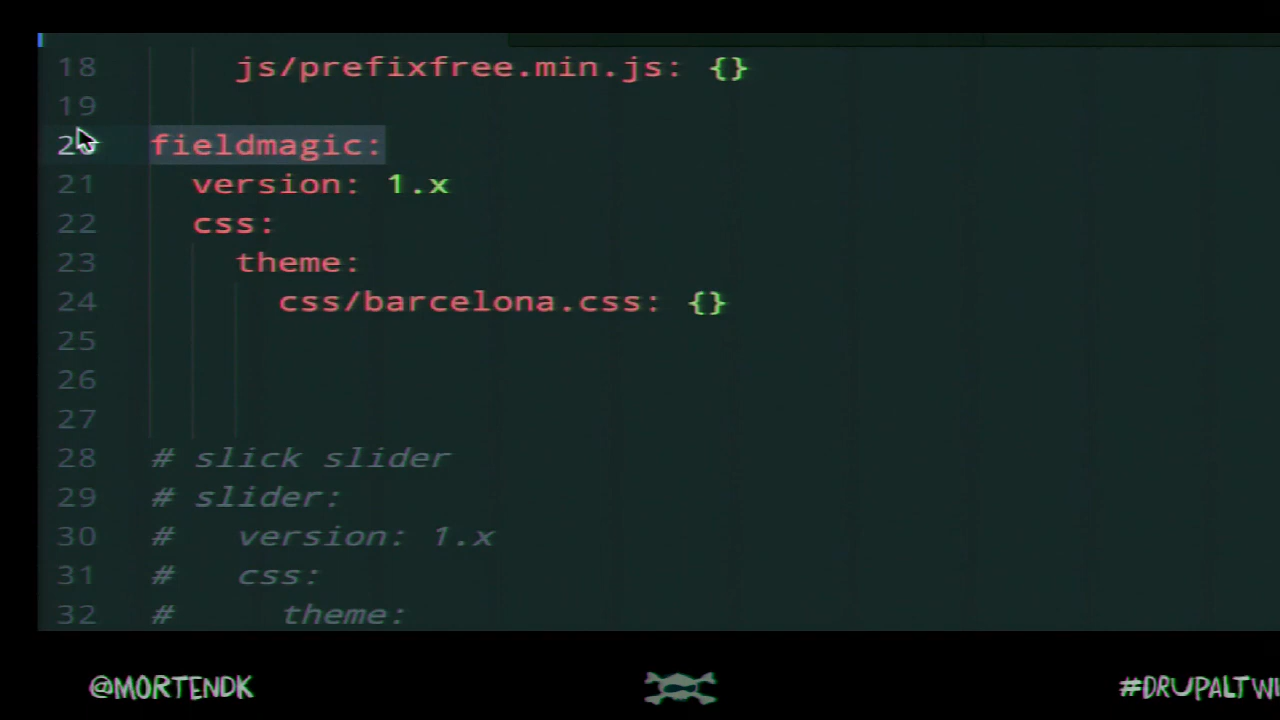 18 js/prefixfree.min.js: {}
19
20 fieldmagic:
21 version: 1.x
22 css:
23 theme:
24 css/barcelona.css: {}
25
26
27
28 # slick slider
29 # slider:
30 # version: 1.x
31 # css:
32 # theme:
@MORTENDK